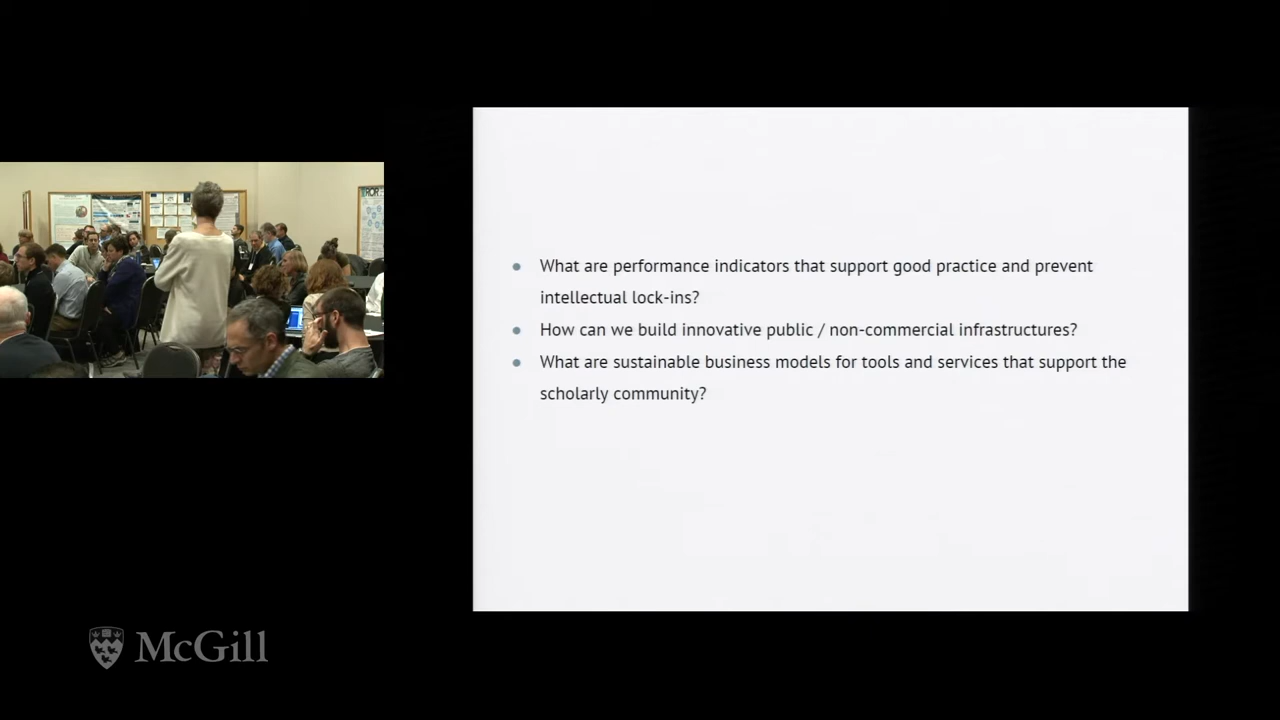 What are performance indicators that support good practice and prevent
intellectual lock-ins?
How can we build innovative public / non-commercial infrastructures?
What are sustainable business models for tools and services that support the
scholarly community?
McGill